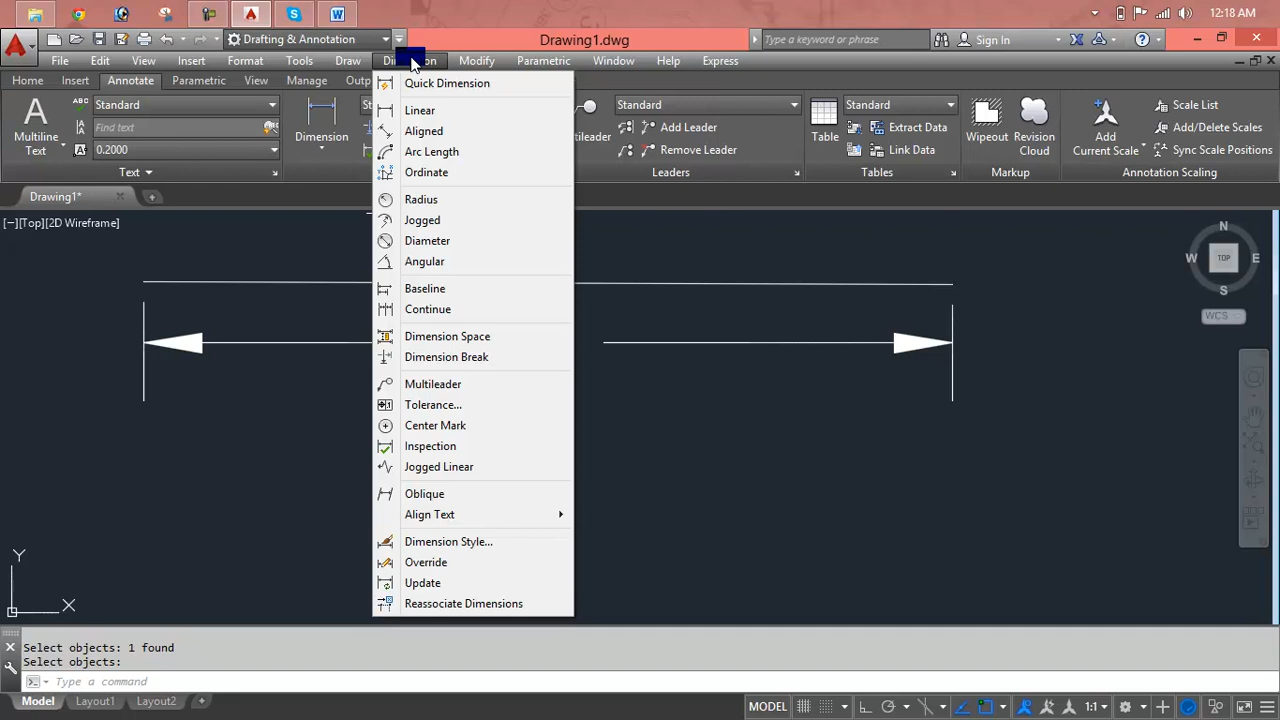 12:18 AM
Drafting & Annotation
Drawing1.dwg
Type a keyword or phrase
Sign In
File Edit View Insert Format Tools Draw Modify Parametric Window Help Express
Home Insert Annotate Parametric View Manage
Quick Dimension
Linear
Aligned
Arc Length
Ordinate
Radius
Jogged
Diameter
Angular
Baseline
Continue
Dimension Space
Dimension Break
Multileader
Tolerance...
Center Mark
Inspection
Jogged Linear
Oblique
Align Text
Dimension Style...
Override
Update
Reassociate Dimensions
Multiline
Text
ABC
Standard
Find text
0.2000
Text
Dimension
Standard
Add Leader
Remove Leader
Leaders
Table
Standard
Extract Data
Link Data
Tables
Wipeout
Revision
Cloud
Markup
Add
Current Scale
Scale List
Add/Delete Scales
Sync Scale Positions
Annotation Scaling
Drawing1*
[−][Top][2D Wireframe]
N
W TOP E
S
WCS
Y
X
Select objects: 1 found
Select objects:
Type a command
Model Layout1 Layout2 +
MODEL
1:1